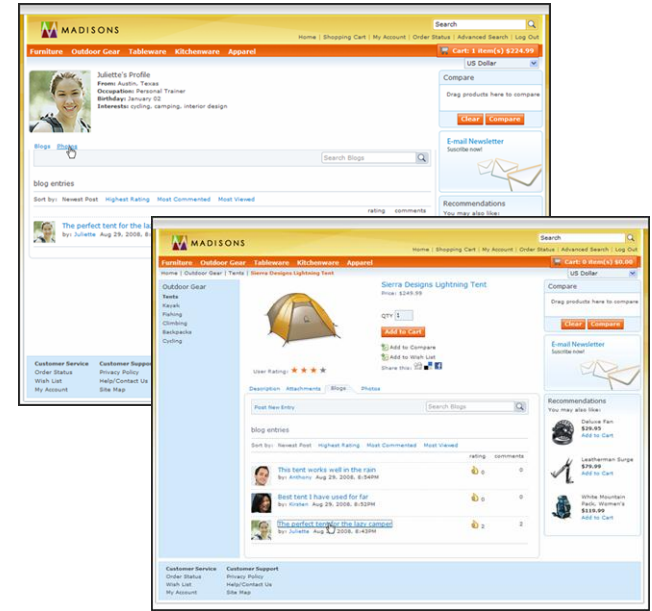 MADISONS
Search
Home | Shopping Cart | My Account | Order Status | Advanced Search | Log Out
Furniture Outdoor Gear Tableware Kitchenware Apparel
Cart: 1 item(s) $224.99
US Dollar
Juliette's Profile
From: Austin, Texas
Occupation: Personal Trainer
Birthday: January 02
Interests: cycling, camping, interior design
Compare
Drag products here to compare
Clear Compare
Blogs Photos
Search Blogs
E-mail Newsletter
Suscribe now!
blog entries
Sort by: Newest Post Highest Rating Most Commented Most Viewed
rating comments
Recommendations
You may also like:
The perfect tent for the laz
by: Juliette Aug 29, 2008, 8:
Customer Service Customer Suppo
Order Status Privacy Policy
Wish List Help/Contact Us
My Account Site Map
MADISONS
Search
Home | Shopping Cart | My Account | Order Status | Advanced Search | Log Out
Furniture Outdoor Gear Tableware Kitchenware Apparel
Cart: 0 item(s) $0.00
Home | Outdoor Gear | Tents | Sierra Designs Lightning Tent
US Dollar
Outdoor Gear
Tents
Kayak
Fishing
Climbing
Backpacks
Cycling
Sierra Designs Lightning Tent
Price: $249.99
QTY 1
Add to Cart
Add to Compare
Add to Wish List
Share this:
User Rating:
Compare
Drag products here to compare
Clear Compare
E-mail Newsletter
Suscribe now!
Description Attachments Blogs Photos
Post New Entry
Search Blogs
blog entries
Sort by: Newest Post Highest Rating Most Commented Most Viewed
rating comments
This tent works well in the rain
by: Anthony Aug 29, 2008, 8:54PM
0 0
Best tent I have used for far
by: Kirsten Aug 29, 2008, 8:52PM
0 0
The perfect tent for the lazy camper
by: Juliette Aug 29, 2008, 8:43PM
2 2
Recommendations
You may also like:
Deluxe Fan
$39.95
Add to Cart
Leatherman Surge
$79.99
Add to Cart
White Mountain
Pack, Women's
$119.99
Add to Cart
Customer Service Customer Support
Order Status Privacy Policy
Wish List Help/Contact Us
My Account Site Map